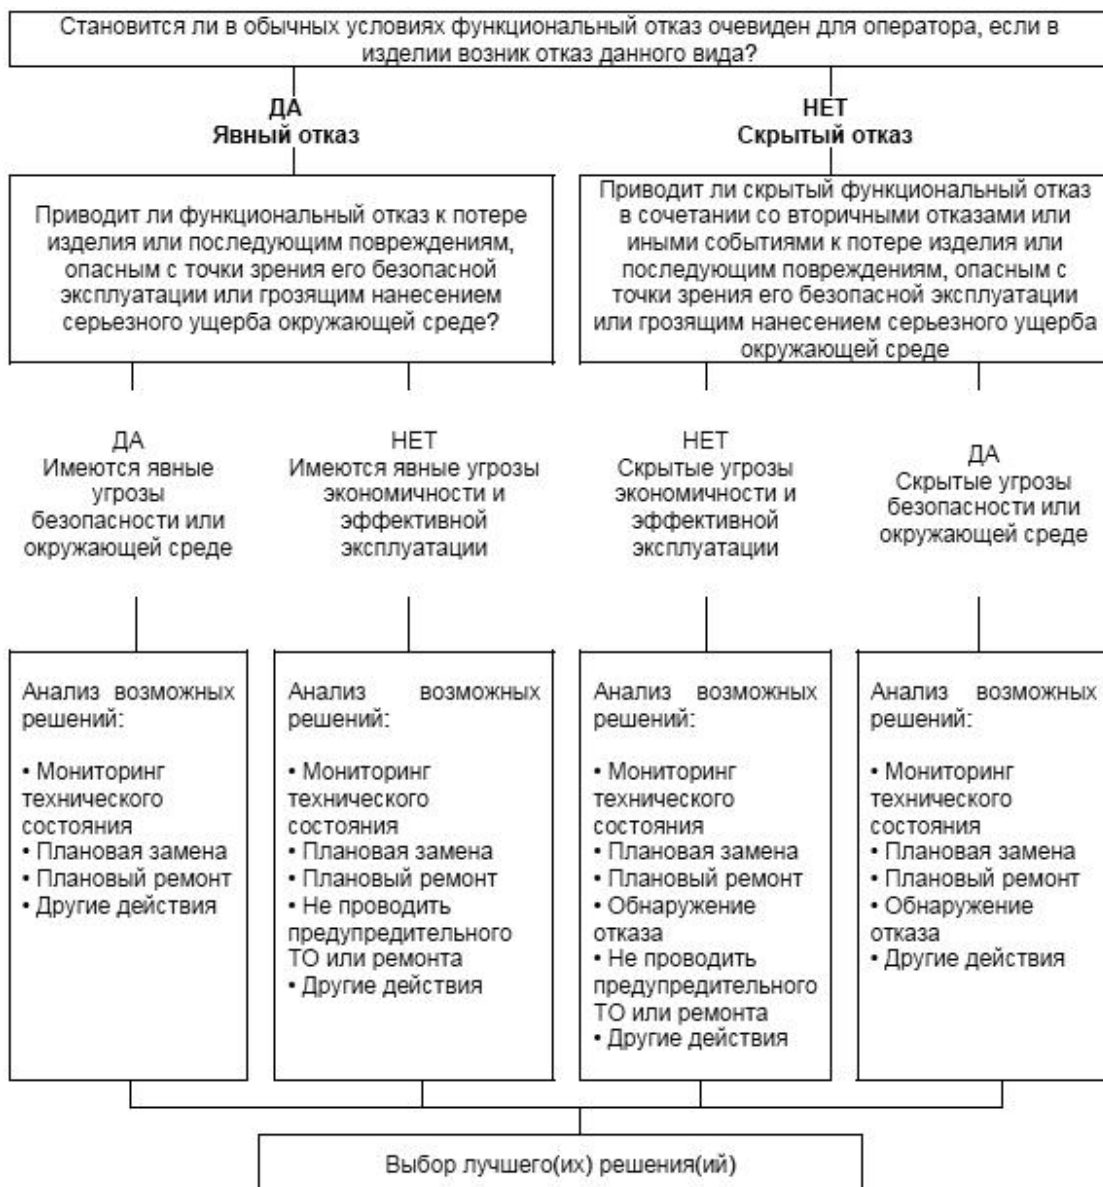 Становится ли в обычных условиях функциональный отказ очевиден для оператора, если в
изделии возник отказ данного вида?
ДА
Явный отказ
НЕТ
Скрытый отказ
Приводит ли функциональный отказ к потере
изделия или последующим повреждениям,
опасным с точки зрения его безопасной
эксплуатации или грозящим нанесением
серьезного ущерба окружающей среде?
Приводит ли скрытый функциональный отказ
в сочетании со вторичными отказами или
иными событиями к потере изделия или
последующим повреждениям, опасным с
точки зрения его безопасной эксплуатации
или грозящим нанесением серьезного ущерба
окружающей среде
ДА
Имеются явные
угрозы
безопасности или
окружающей среде
НЕТ
Имеются явные угрозы
экономичности и
эффективной
эксплуатации
НЕТ
Скрытые угрозы
экономичности и
эффективной
эксплуатации
ДА
Скрытые угрозы
безопасности или
окружающей среде
Анализ возможных
решений:
• Мониторинг
технического
состояния
• Плановая замена
• Плановый ремонт
• Другие действия
Анализ возможных
решений:
• Мониторинг
технического
состояния
• Плановая замена
• Плановый ремонт
• Не проводить
предупредительного
ТО или ремонта
• Другие действия
Анализ возможных
решений:
• Мониторинг
технического
состояния
• Плановая замена
• Плановый ремонт
• Обнаружение
отказа
• Не проводить
предупредительного
ТО или ремонта
• Другие действия
Анализ возможных
решений:
• Мониторинг
технического
состояния
• Плановая замена
• Плановый ремонт
• Обнаружение
отказа
• Другие действия
Выбор лучшего(их) решения(ий)